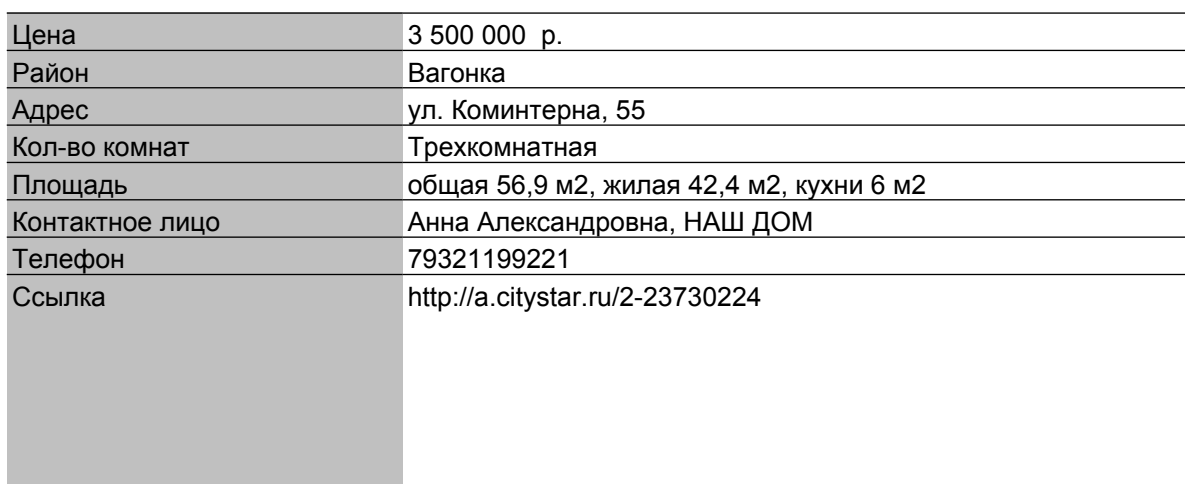 Цена 3 500 000 р.
Район Вагонка
Адрес ул. Коминтерна, 55
Кол-во комнат Трехкомнатная
Площадь общая 56,9 м2, жилая 42,4 м2, кухни 6 м2
Контактное лицо Анна Александровна, НАШ ДОМ
Телефон 79321199221
Ссылка http://a.citystar.ru/2-23730224